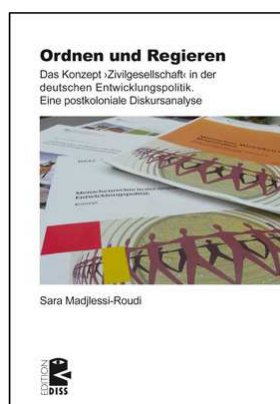 Ordnen und Regieren
Das Konzept ›Zivilgesellschaft‹ in der
deutschen Entwicklungspolitik.
Eine postkoloniale Diskursanalyse
Sara Madjlessi-Roudi
EDITION
DISS